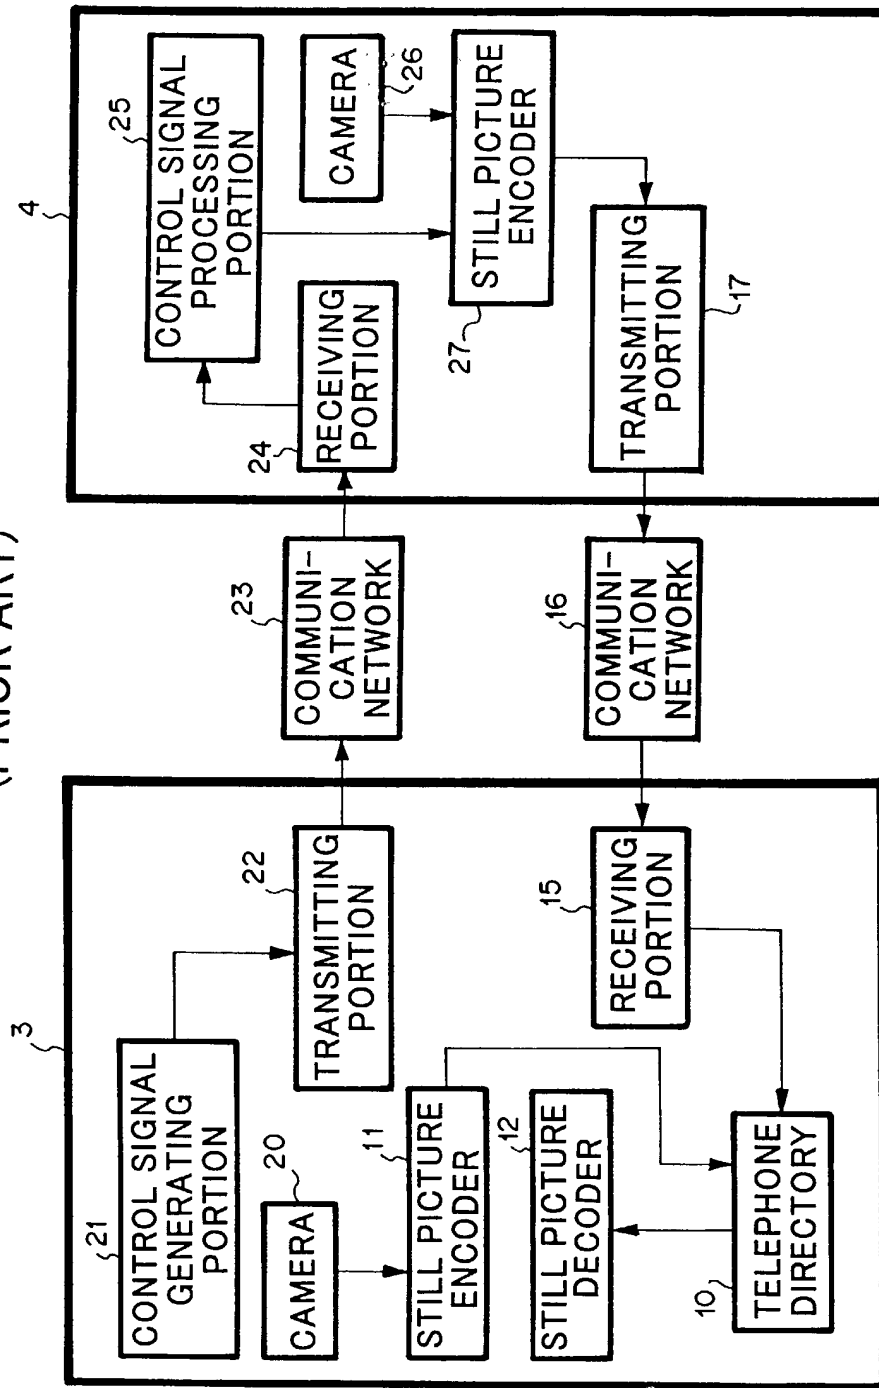 (PRIOR ART)
3
21
CONTROL SIGNAL
GENERATING
PORTION
22
TRANSMITTING
PORTION
20
CAMERA
11
STILL PICTURE
ENCODER
12
STILL PICTURE
DECODER
10
TELEPHONE
DIRECTORY
15
RECEIVING
PORTION
23
COMMUNI-
CATION
NETWORK
16
COMMUNI-
CATION
NETWORK
4
25
CONTROL SIGNAL
PROCESSING
PORTION
24
RECEIVING
PORTION
CAMERA
26
STILL PICTURE
ENCODER
27
TRANSMITTING
PORTION
17